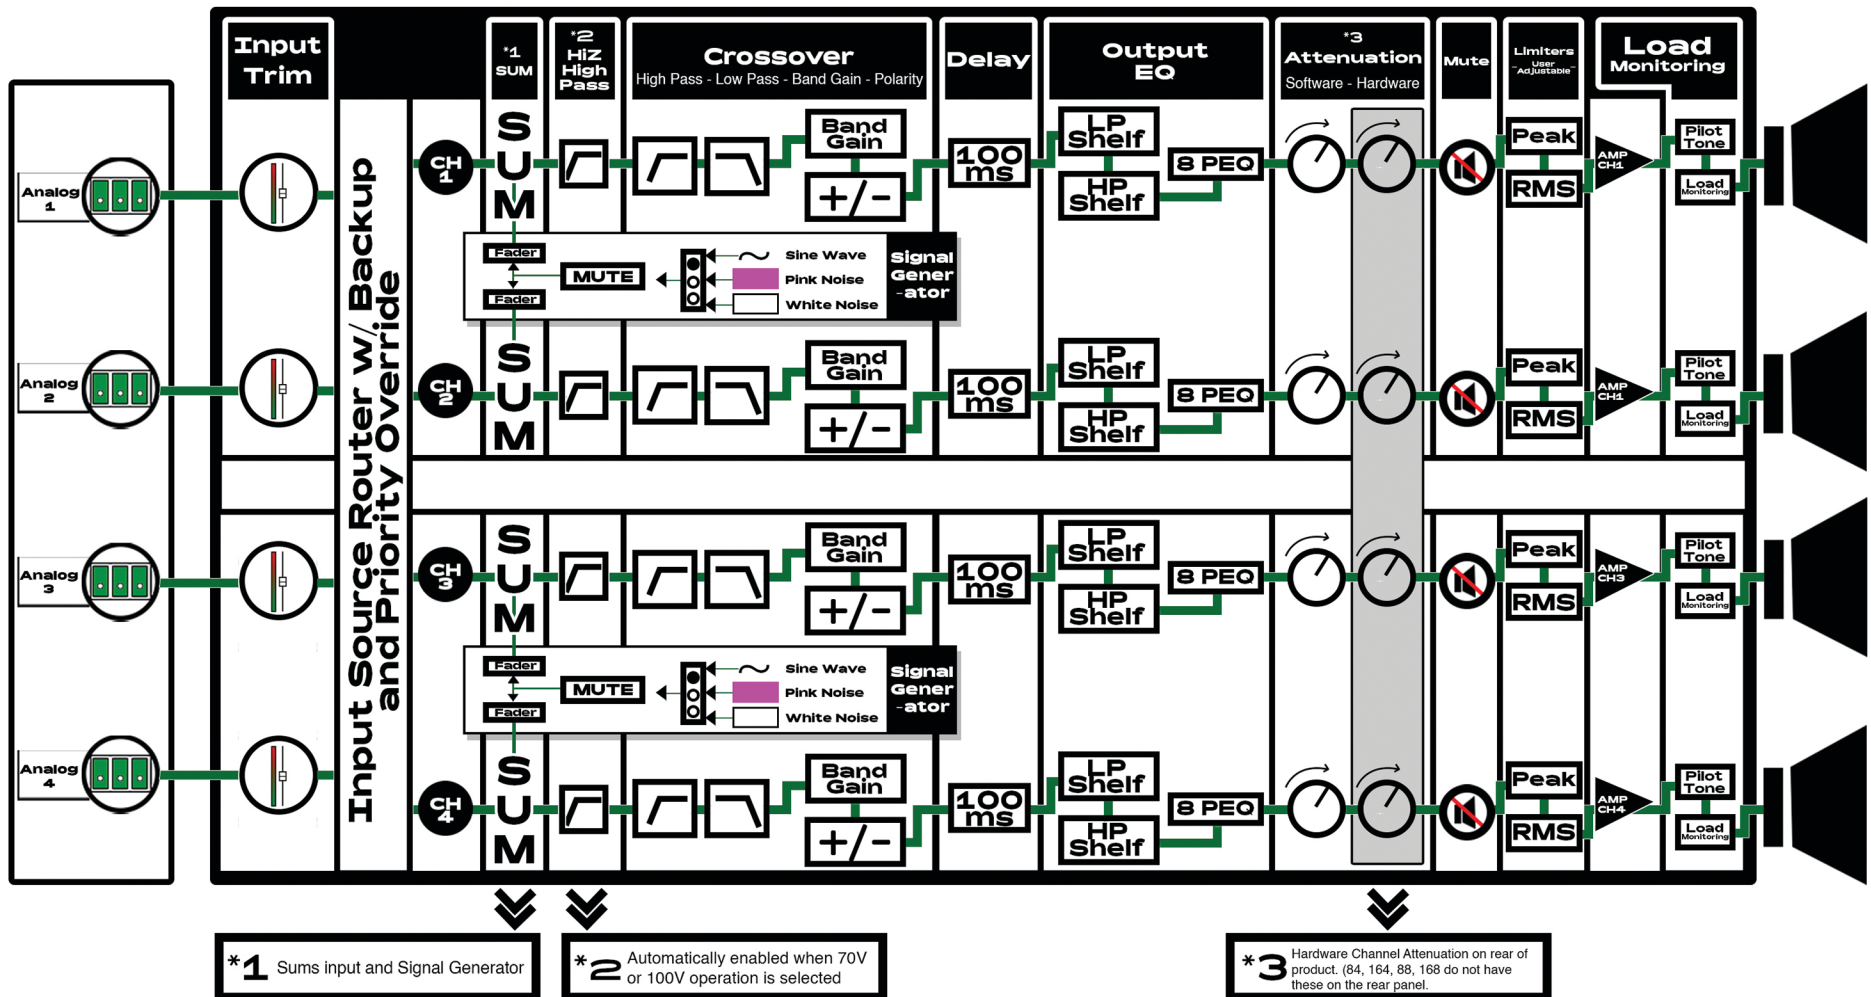 Input
Trim
*1
SUM
*2
HiZ
High
Pass
Crossover
High Pass - Low Pass - Band Gain - Polarity
Delay
Output
EQ
*3
Attenuation
Software - Hardware
Mute
Limiters
User
Adjustable
Load
Monitoring
Input Source Router w/ Backup
and Priority Override
Analog
1
CH
1
SUM
Band
Gain
+/-
100
ms
LP
Shelf
HP
Shelf
8 PEQ
Peak
RMS
AMP
CH1
Pilot
Tone
Load
Monitoring
Fader
Fader
MUTE
Sine Wave
Pink Noise
White Noise
Signal
Gener
-ator
Analog
2
CH
2
SUM
Band
Gain
+/-
100
ms
LP
Shelf
HP
Shelf
8 PEQ
Peak
RMS
AMP
CH1
Pilot
Tone
Load
Monitoring
Analog
3
CH
3
SUM
Band
Gain
+/-
100
ms
LP
Shelf
HP
Shelf
8 PEQ
Peak
RMS
AMP
CH3
Pilot
Tone
Load
Monitoring
Fader
Fader
MUTE
Sine Wave
Pink Noise
White Noise
Signal
Gener
-ator
Analog
4
CH
4
SUM
Band
Gain
+/-
100
ms
LP
Shelf
HP
Shelf
8 PEQ
Peak
RMS
AMP
CH4
Pilot
Tone
Load
Monitoring
*1 Sums input and Signal Generator
*2 Automatically enabled when 70V
or 100V operation is selected
*3 Hardware Channel Attenuation on rear of
product. (84, 164, 88, 168 do not have
these on the rear panel.